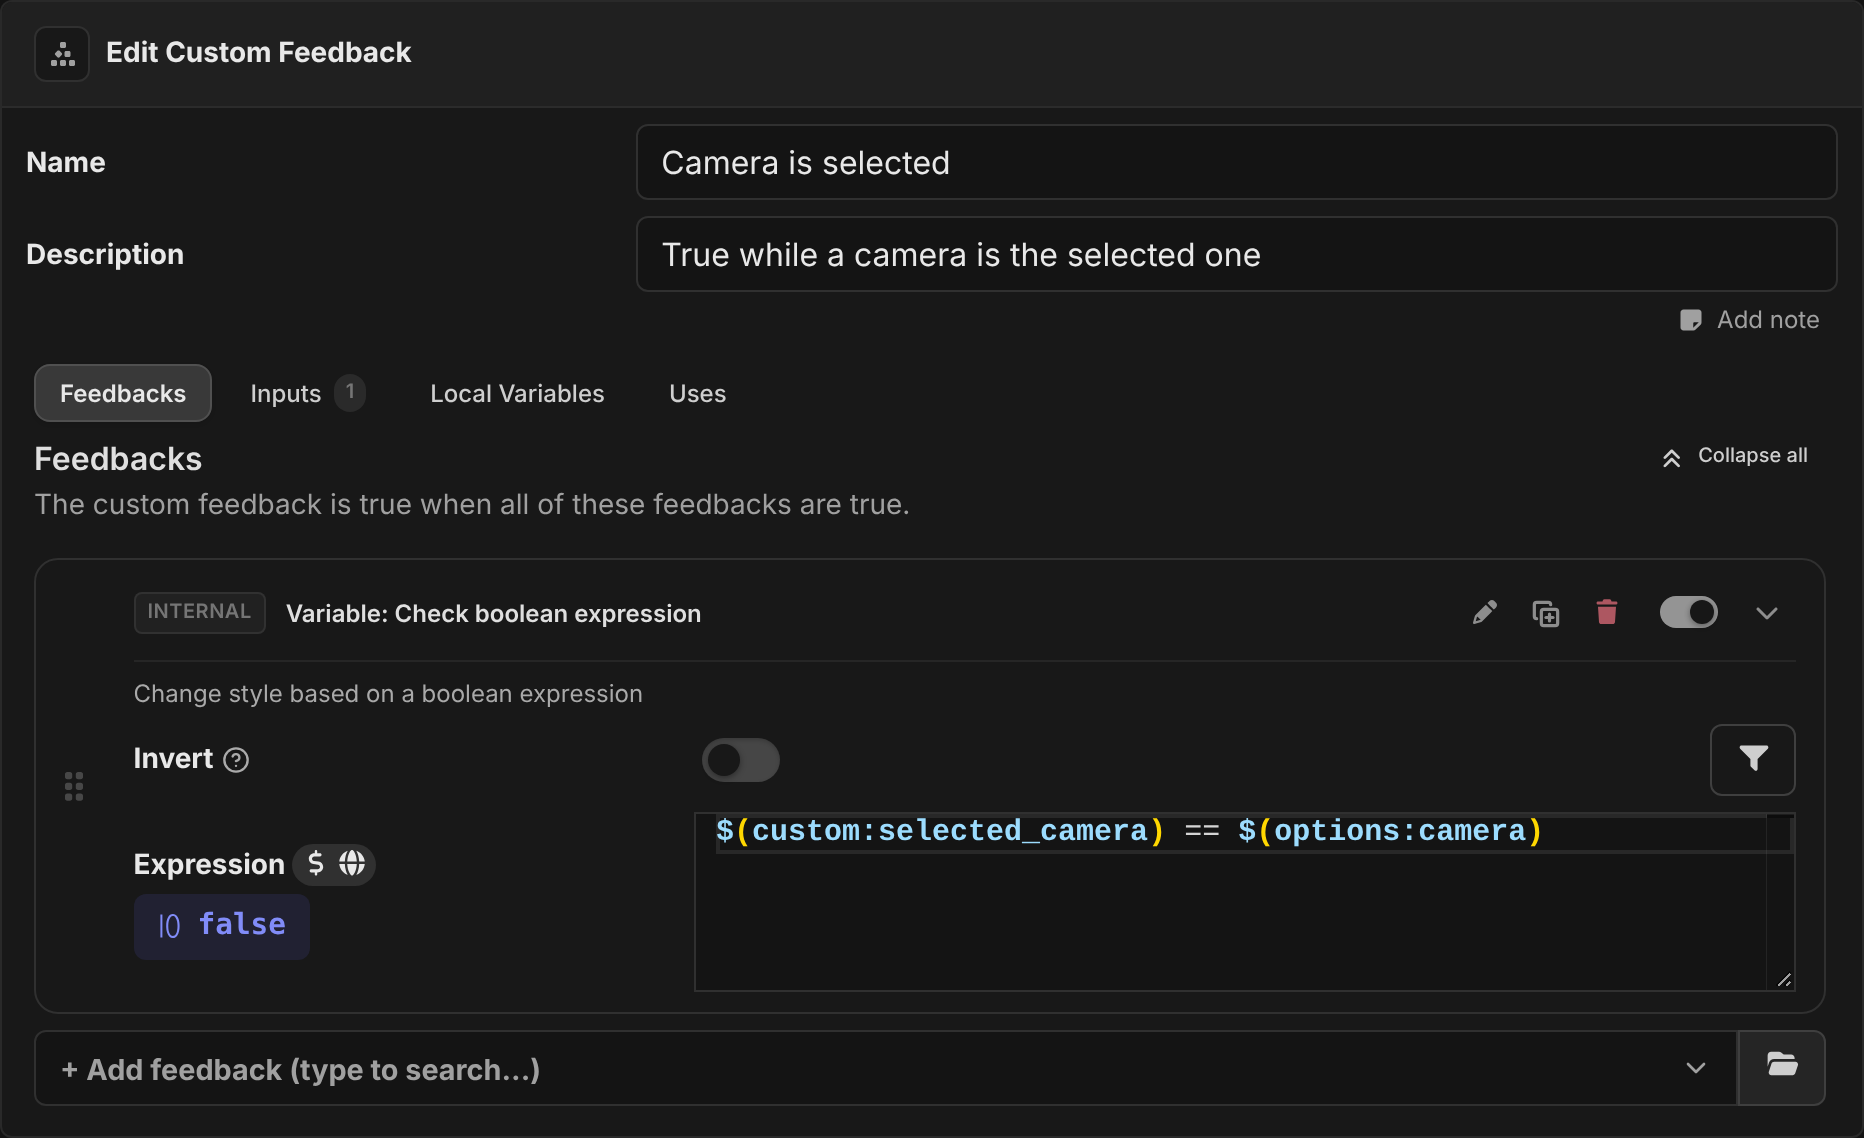 Edit Custom Feedback
Name
Camera is selected
Description
True while a camera is the selected one
Add note
Feedbacks
Inputs 1
Local Variables
Uses
Feedbacks
Collapse all
The custom feedback is true when all of these feedbacks are true.
INTERNAL
Variable: Check boolean expression
Change style based on a boolean expression
Invert
$(custom:selected_camera) == $(options:camera)
Expression $
false
+ Add feedback (type to search...)